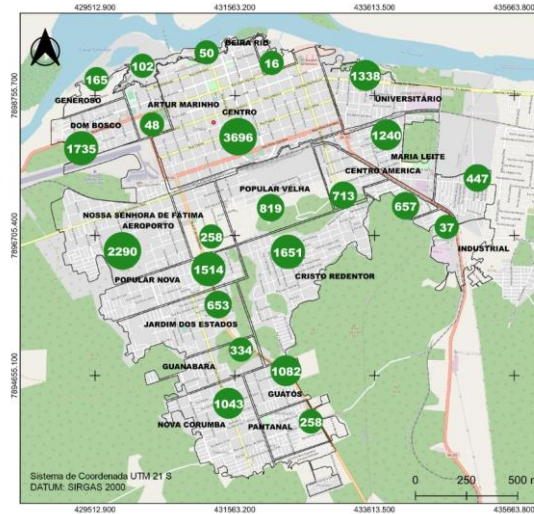 429512.900 431563.200 433613.500 435663.800
7898755.700
7896705.400
7894655.100
BEIRA RIO
50
16
102
165
1338
GENEROSO
ARTUR MARINHO
UNIVERSITÁRIO
CENTRO
DOM BOSCO
48
3696
1240
1735
MARIA LEITE
CENTRO AMERICA
447
POPULAR VELHA
713
819
657
NOSSA SENHORA DE FATIMA
AEROPORTO
258
37
2290
1651
INDUSTRIAL
1514
CRISTO REDENTOR
POPULAR NOVA
653
JARDIM DOS ESTADOS
334
GUANABARA
1082
GUATÓS
1043
NOVA CORUMBA
PANTANAL
258
Sistema de Coordenada UTM 21 S
DATUM: SIRGAS 2000
0 250 500 m
429512.900 431563.200 433613.500 435663.800